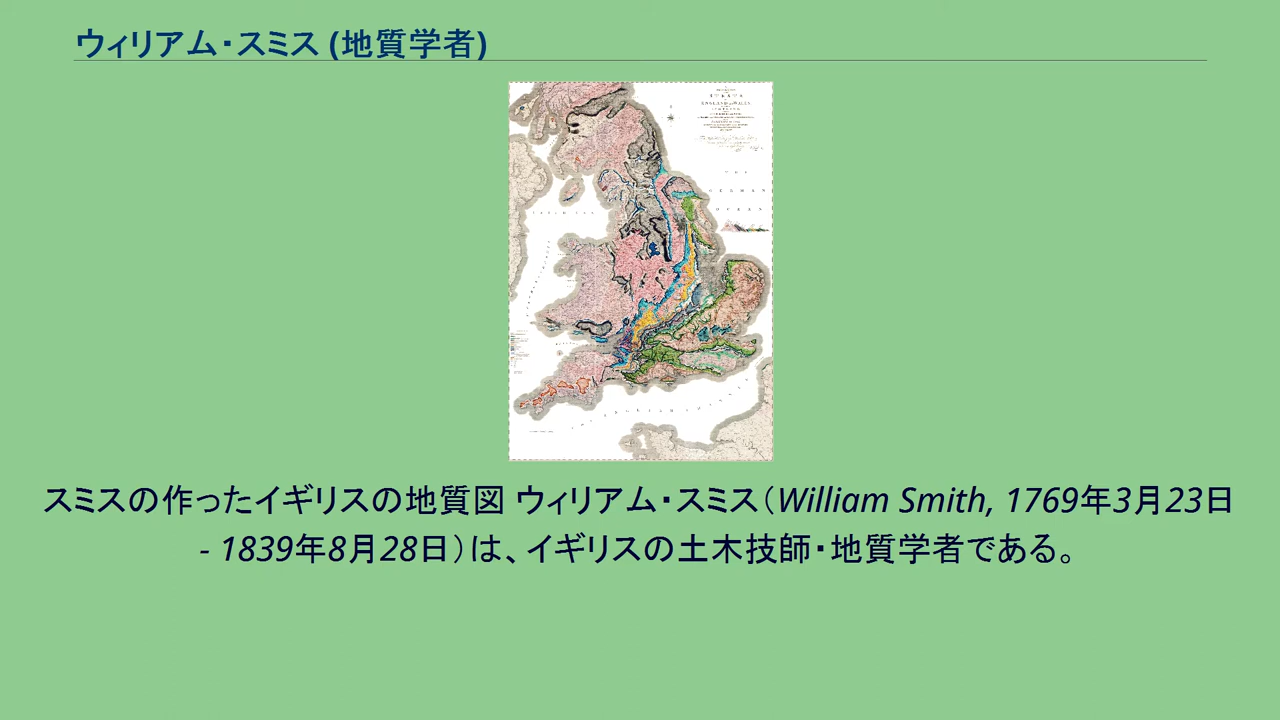 ウィリアム・スミス (地質学者)
スミスの作ったイギリスの地質図 ウィリアム・スミス（William Smith, 1769年3月23日
- 1839年8月28日）は、イギリスの土木技師・地質学者である。